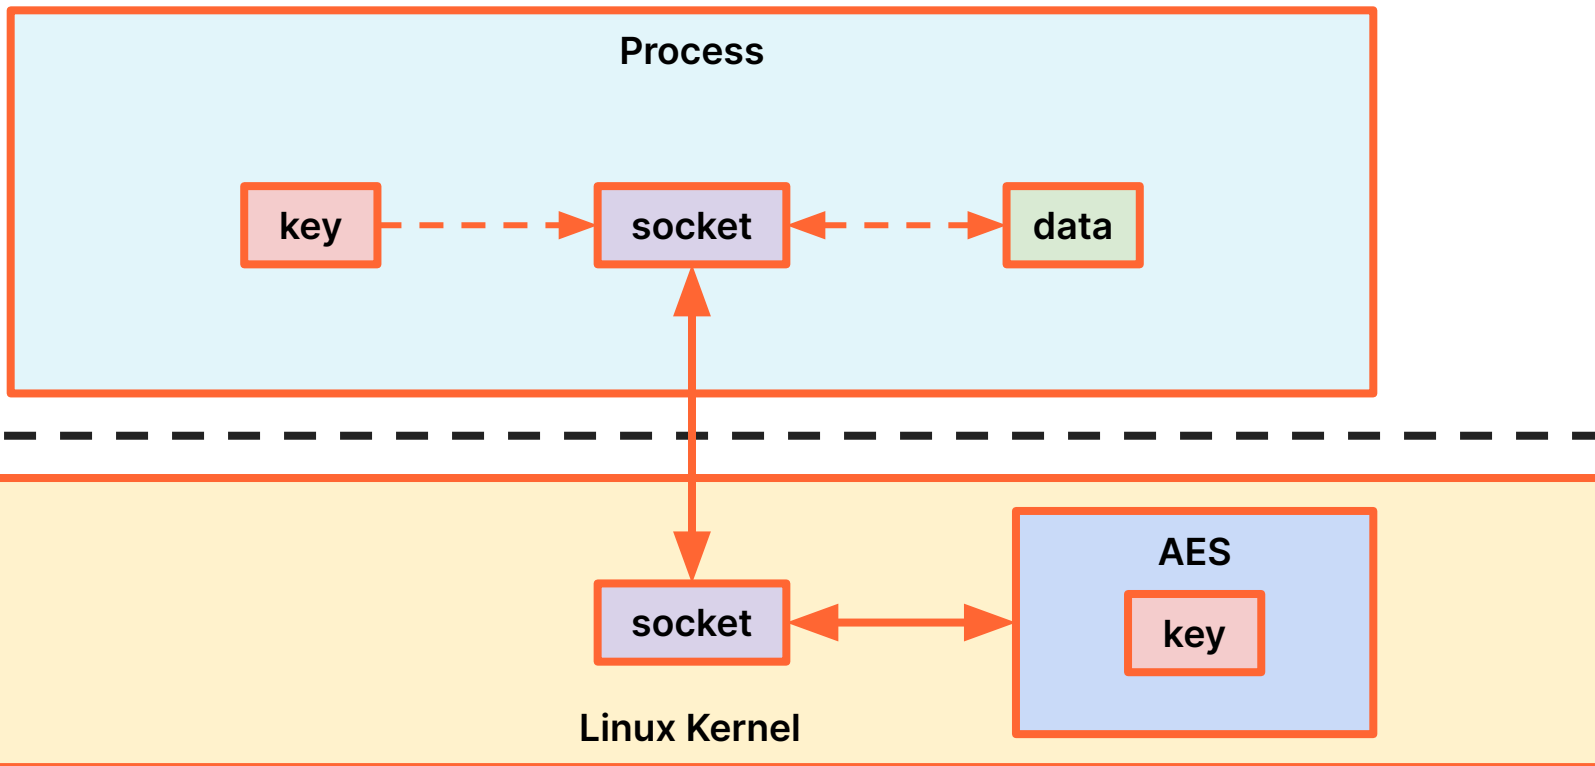 Process
key
socket
data
AES
socket
key
Linux Kernel